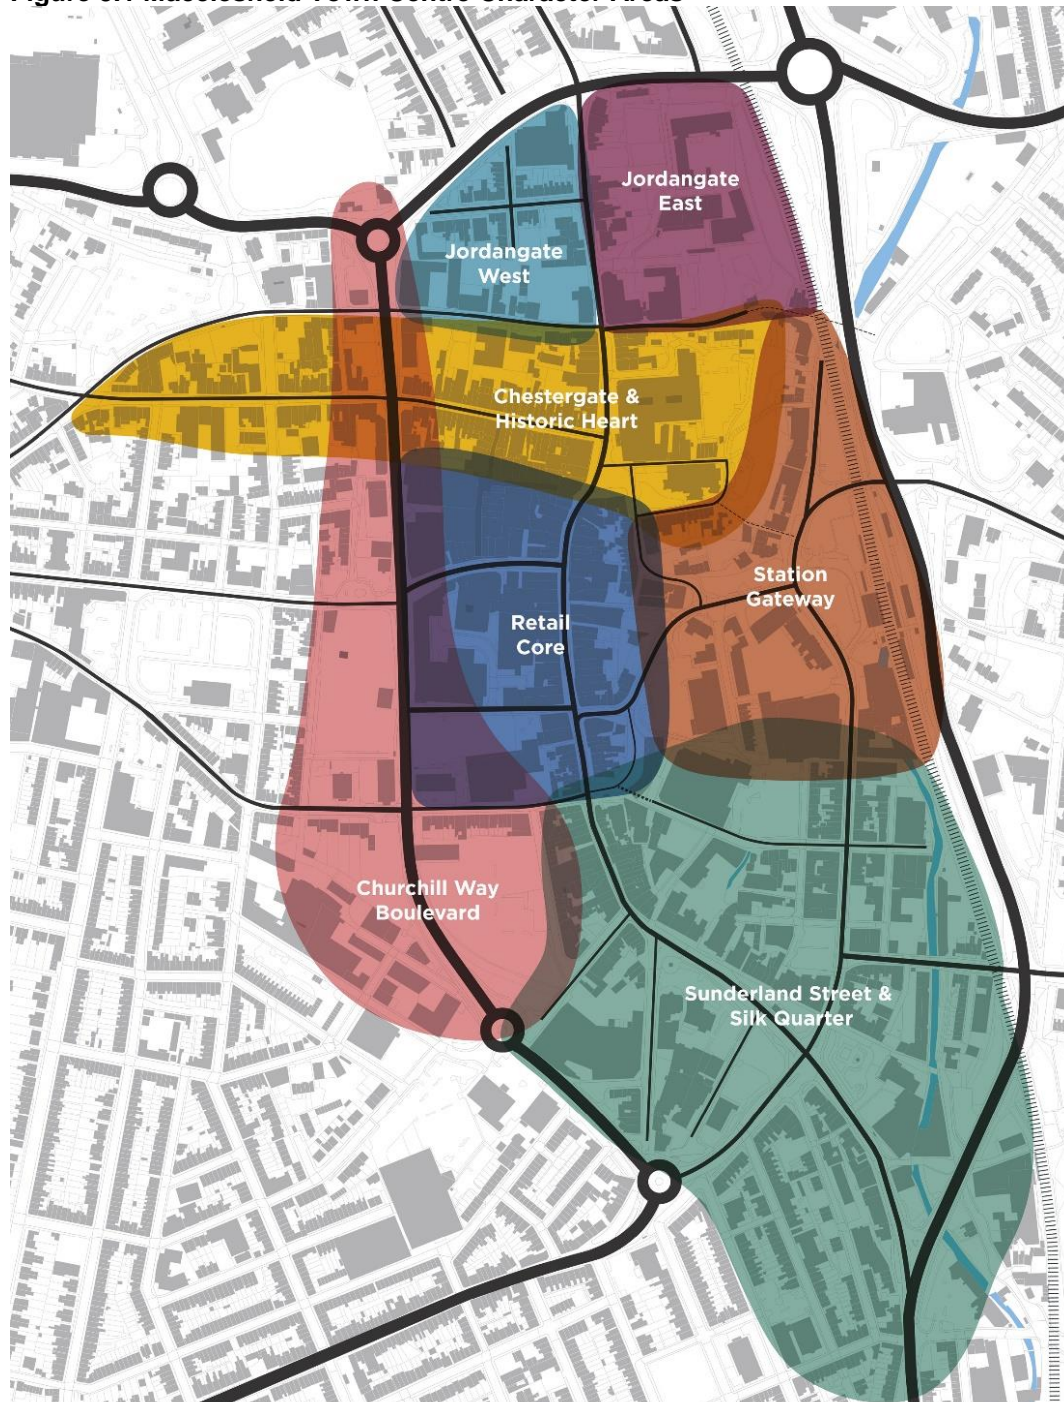 Jordangate
East
Jordangate
West
Chestergate &
Historic Heart
Station
Gateway
Retail
Core
Churchill Way
Boulevard
Sunderland Street &
Silk Quarter